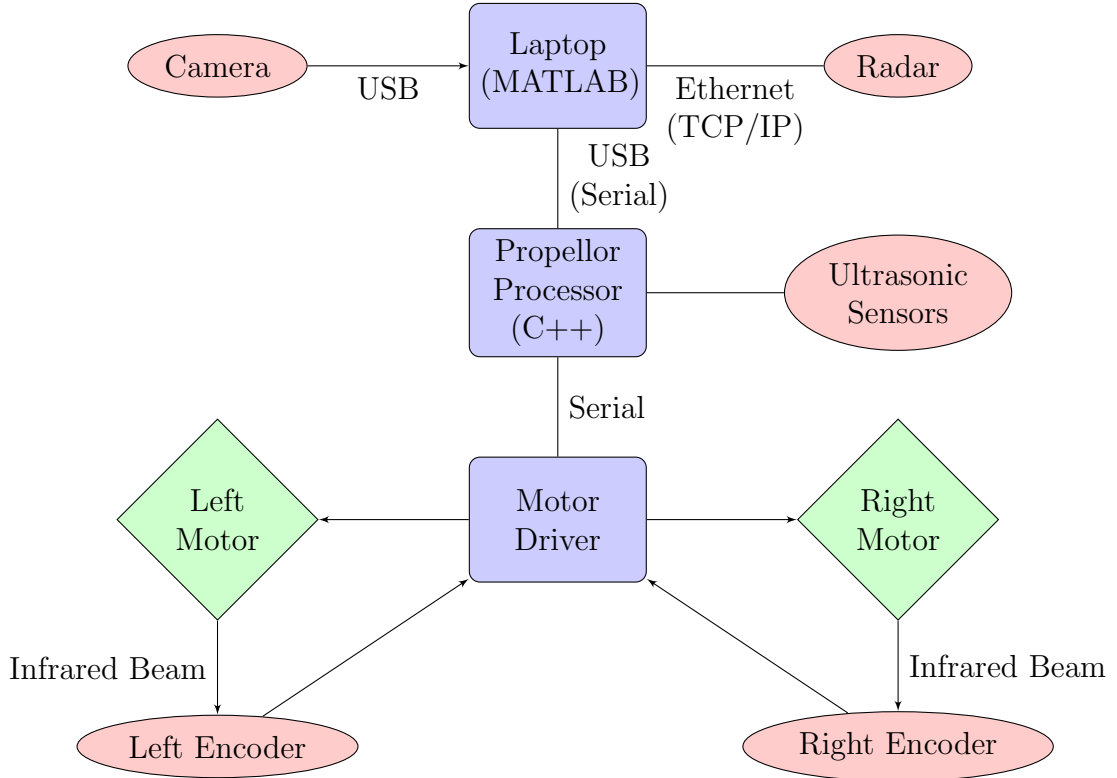 Camera
USB
Laptop
(MATLAB)
Ethernet
(TCP/IP)
Radar
USB
(Serial)
Propellor
Processor
(C++)
Ultrasonic
Sensors
Serial
Left
Motor
Motor
Driver
Right
Motor
Infrared Beam
Infrared Beam
Left Encoder
Right Encoder